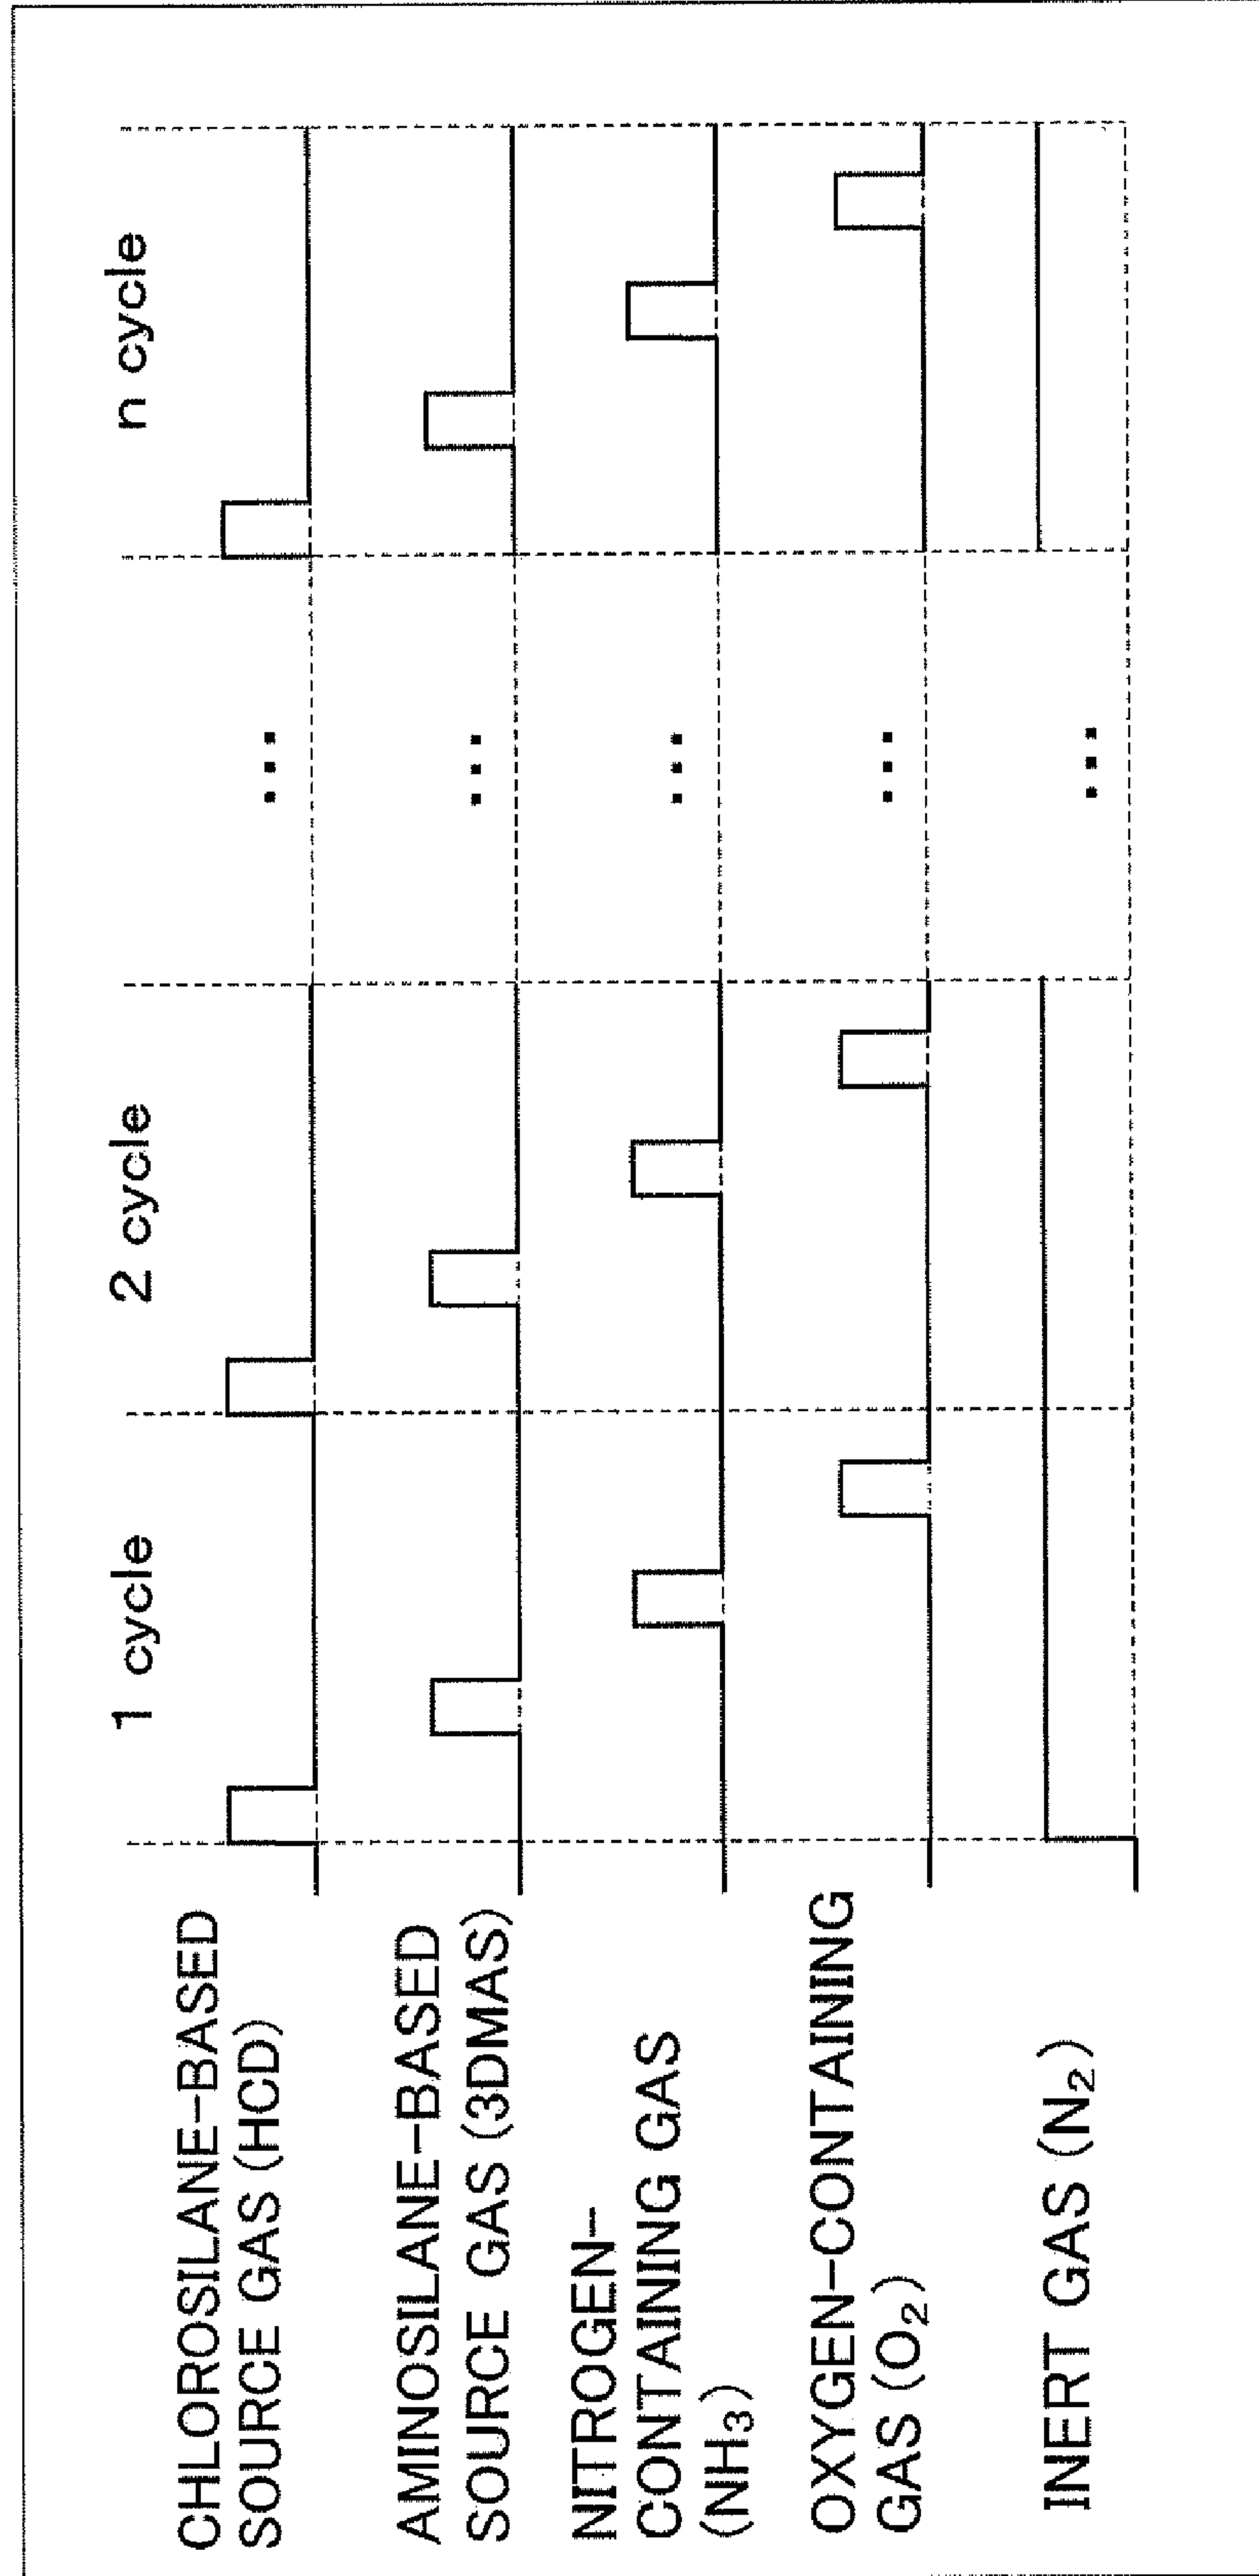 1 cycle
2 cycle
n cycle
CHLOROSILANE-BASED
SOURCE GAS (HCD)
AMINOSILANE-BASED
SOURCE GAS (3DMAS)
NITROGEN-
CONTAINING GAS
(NH₃)
OXYGEN-CONTAINING
GAS (O₂)
INERT GAS (N₂)